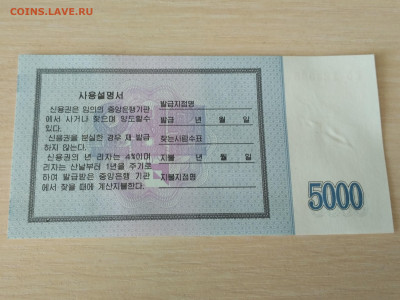 COINS.LAVE.RU
사용설명서
신용권은 임의의 중앙은행기관
에서 사거나 찾으며 양도할수
있다.
신용권을 분실한 경우 재 발급
하지 않는다.
신용권의 년 리자는 4%이며
리자는 산날부터 1년을 주기로
하여 발급받은 중앙은행 기관
에서 찾을 때에 계산지불한다.
발급지점명
발급 년 월 일
찾는사람수표
지불 년 월 일
지불지점명
5000